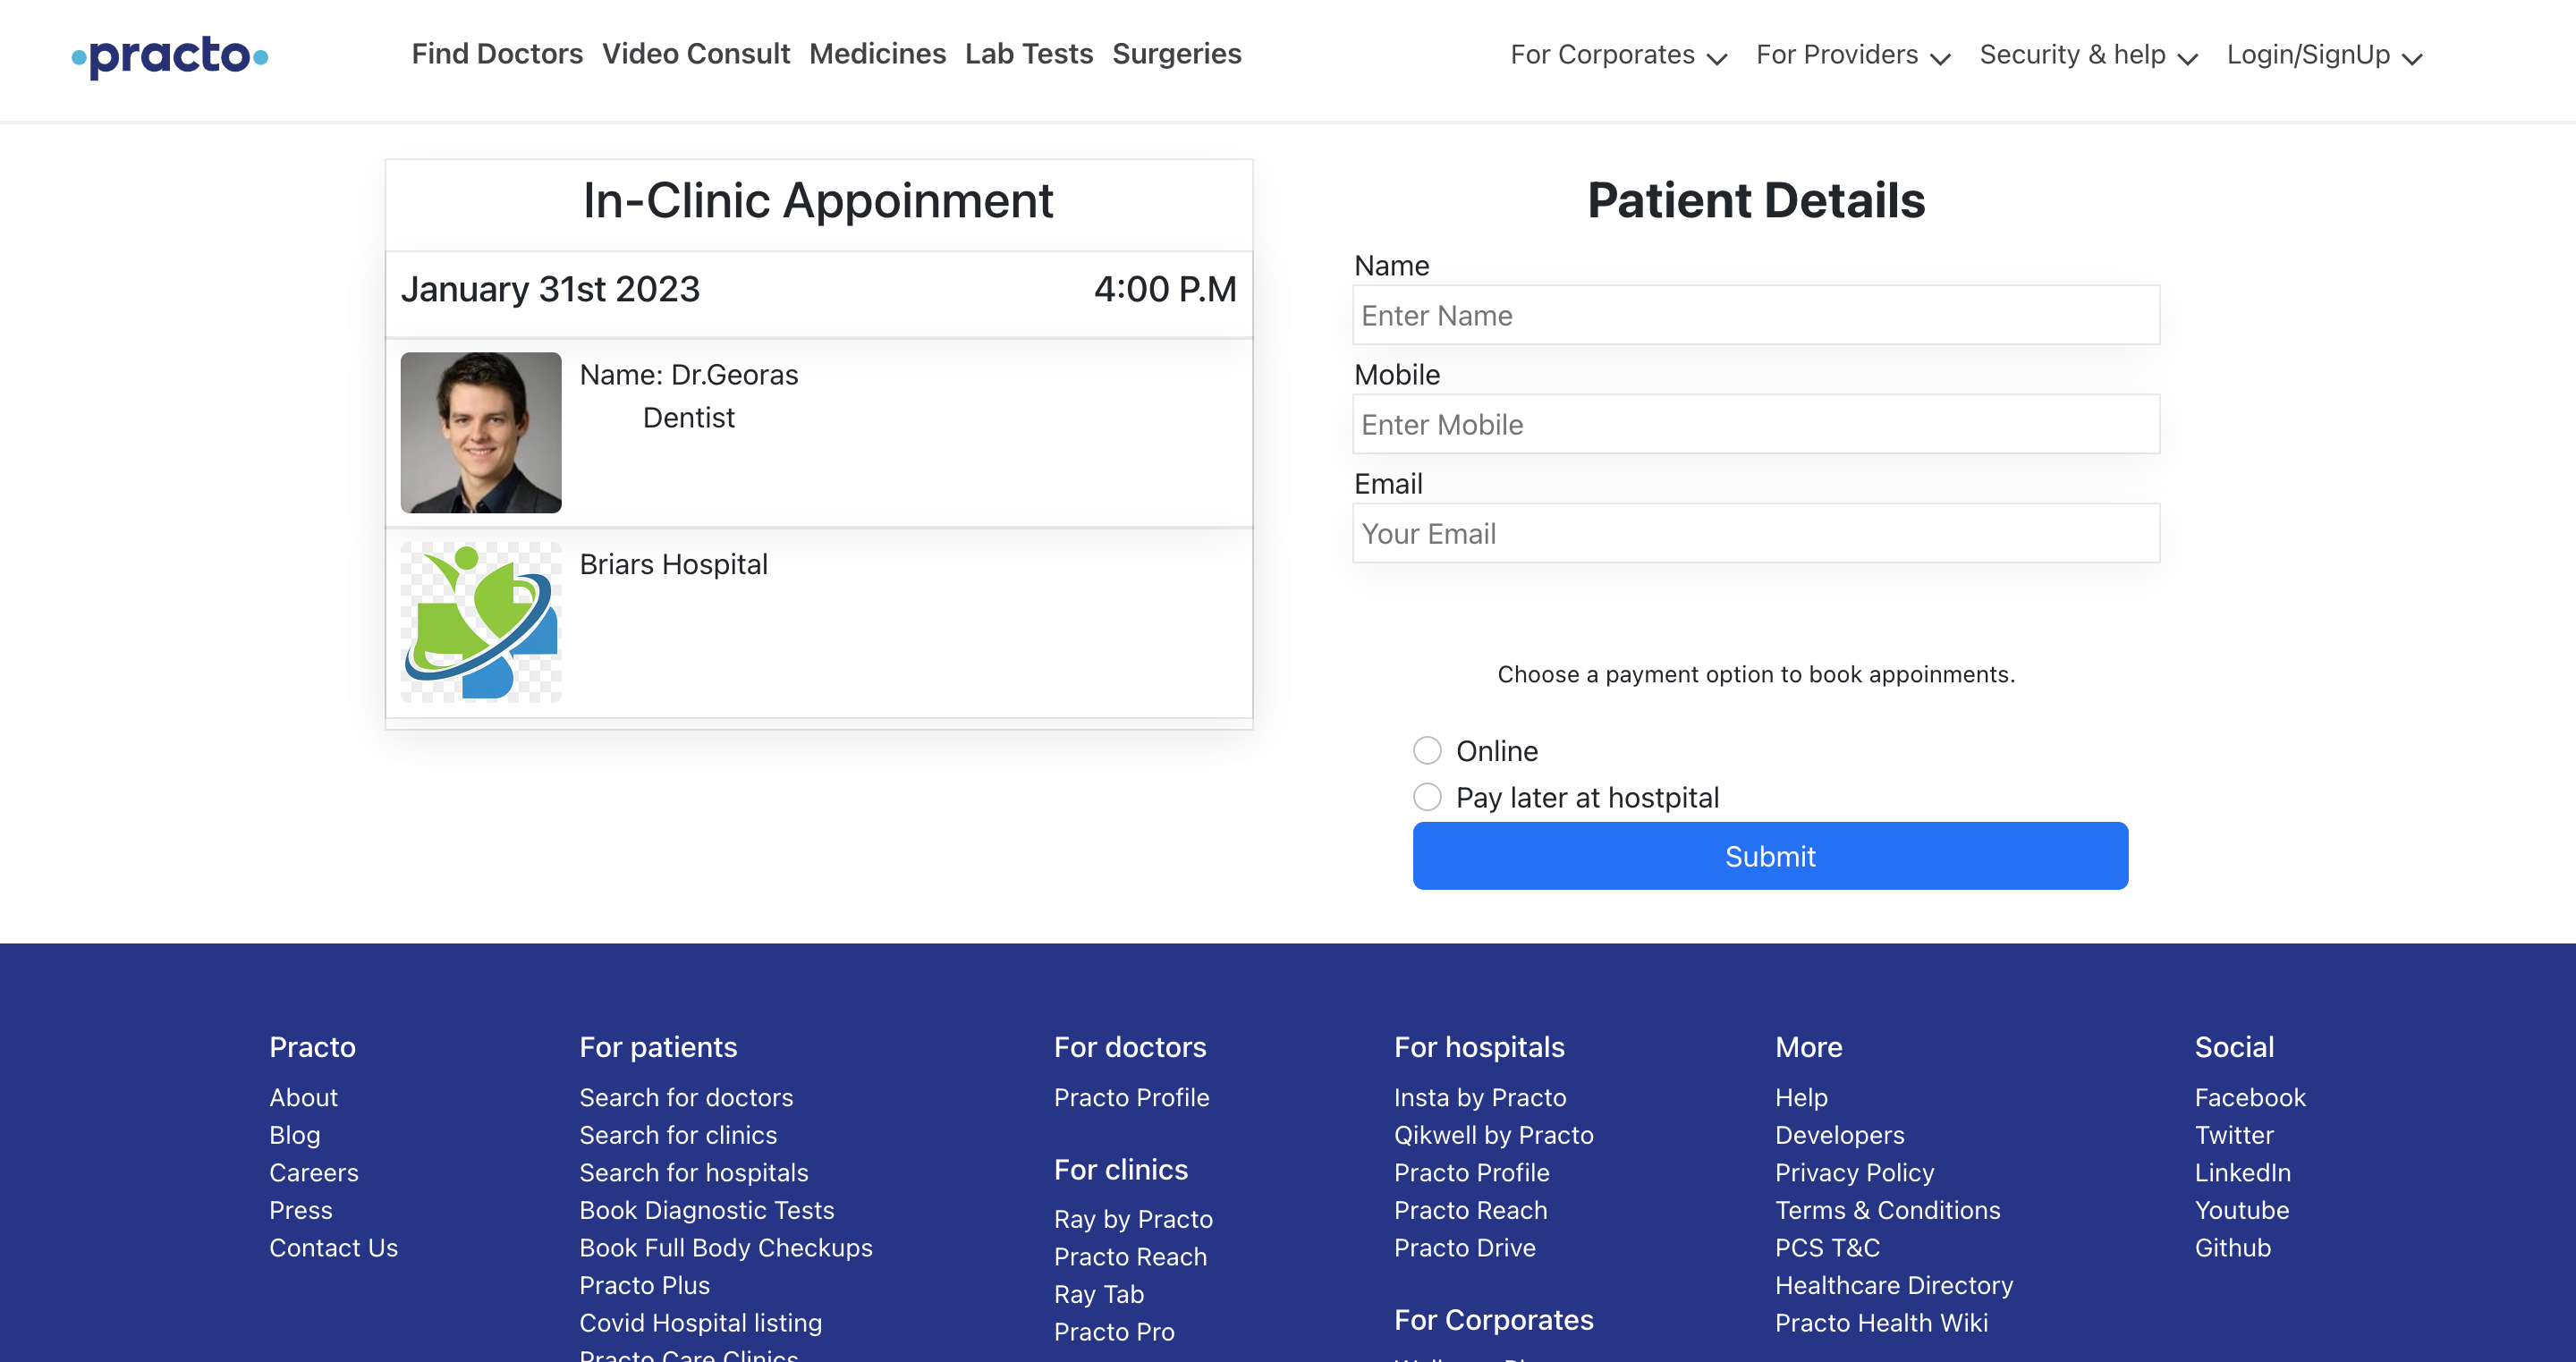 practo
Find Doctors Video Consult Medicines Lab Tests Surgeries
For Corporates For Providers Security & help Login/SignUp
In-Clinic Appoinment
January 31st 2023 4:00 P.M
Name: Dr.Georas
Dentist
Briars Hospital
Patient Details
Name
Enter Name
Mobile
Enter Mobile
Email
Your Email
Choose a payment option to book appoinments.
Online
Pay later at hostpital
Submit
Practo
About
Blog
Careers
Press
Contact Us
For patients
Search for doctors
Search for clinics
Search for hospitals
Book Diagnostic Tests
Book Full Body Checkups
Practo Plus
Covid Hospital listing
Practo Care Clinics
For doctors
Practo Profile
For clinics
Ray by Practo
Practo Reach
Ray Tab
Practo Pro
For hospitals
Insta by Practo
Qikwell by Practo
Practo Profile
Practo Reach
Practo Drive
For Corporates
More
Help
Developers
Privacy Policy
Terms & Conditions
PCS T&C
Healthcare Directory
Practo Health Wiki
Social
Facebook
Twitter
LinkedIn
Youtube
Github